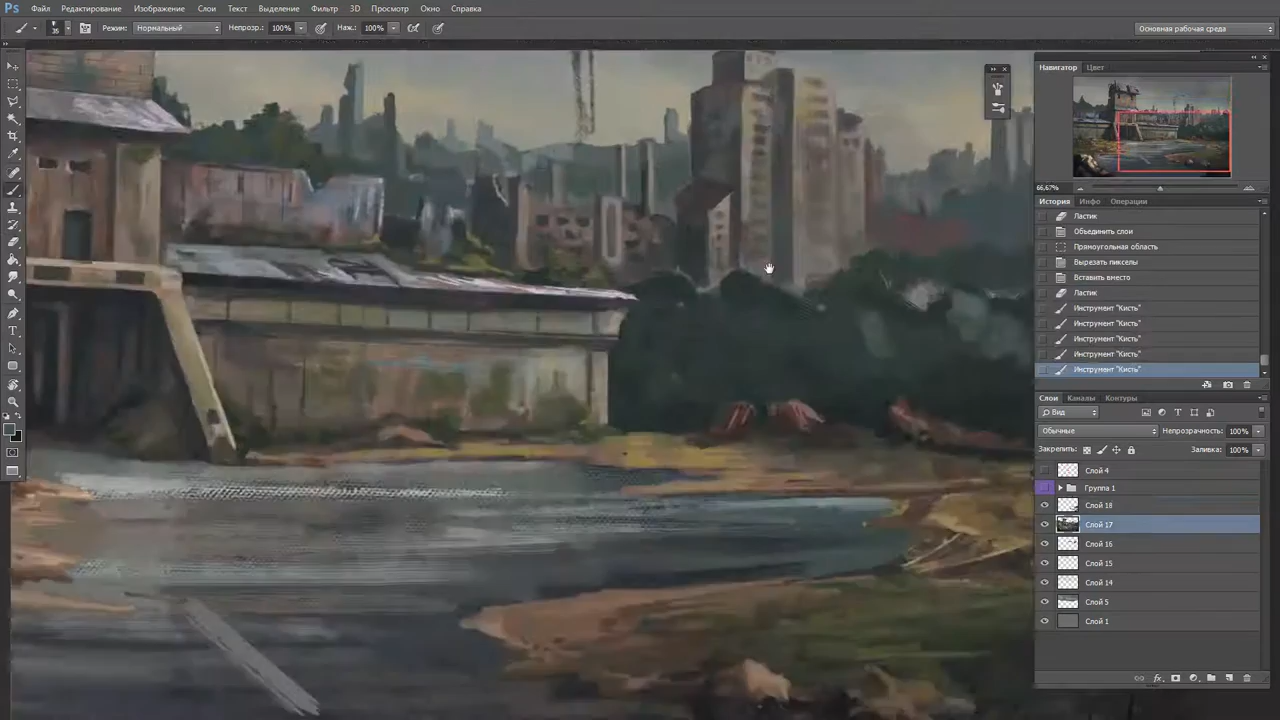 Ps Файл Редактирование Изображение Слои Текст Выделение Фильтр 3D Просмотр Окно Справка
35 Режим: Нормальный Непрозр.: 100% Наж.: 100% Основная рабочая среда
Навигатор Цвет
66,67%
История Инфо Операции
Ластик
Объединить слои
Прямоугольная область
Вырезать пикселы
Вставить вместо
Ластик
Инструмент "Кисть"
Инструмент "Кисть"
Инструмент "Кисть"
Инструмент "Кисть"
Инструмент "Кисть"
Слои Каналы Контуры
Вид
Обычные Непрозрачность: 100%
Закрепить: Заливка: 100%
Слой 4
Группа 1
Слой 18
Слой 17
Слой 16
Слой 15
Слой 14
Слой 5
Слой 1